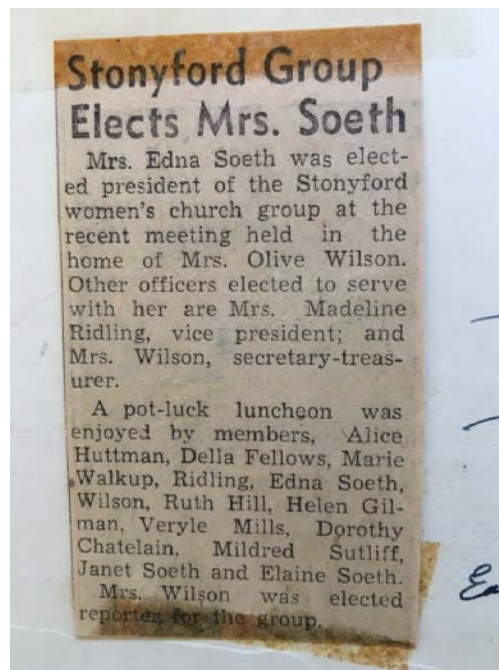 Stonyford Group
Elects Mrs. Soeth
Mrs. Edna Soeth was elect-
ed president of the Stonyford
women's church group at the
recent meeting held in the
home of Mrs. Olive Wilson.
Other officers elected to serve
with her are Mrs. Madeline
Ridling, vice president; and
Mrs. Wilson, secretary-treas-
urer.
A pot-luck luncheon was
enjoyed by members, Alice
Huttman, Della Fellows, Marie
Walkup, Ridling, Edna Soeth,
Wilson, Ruth Hill, Helen Gil-
man, Veryle Mills, Dorothy
Chatelain, Mildred Sutliff,
Janet Soeth and Elaine Soeth.
Mrs. Wilson was elected
reporter for the group.